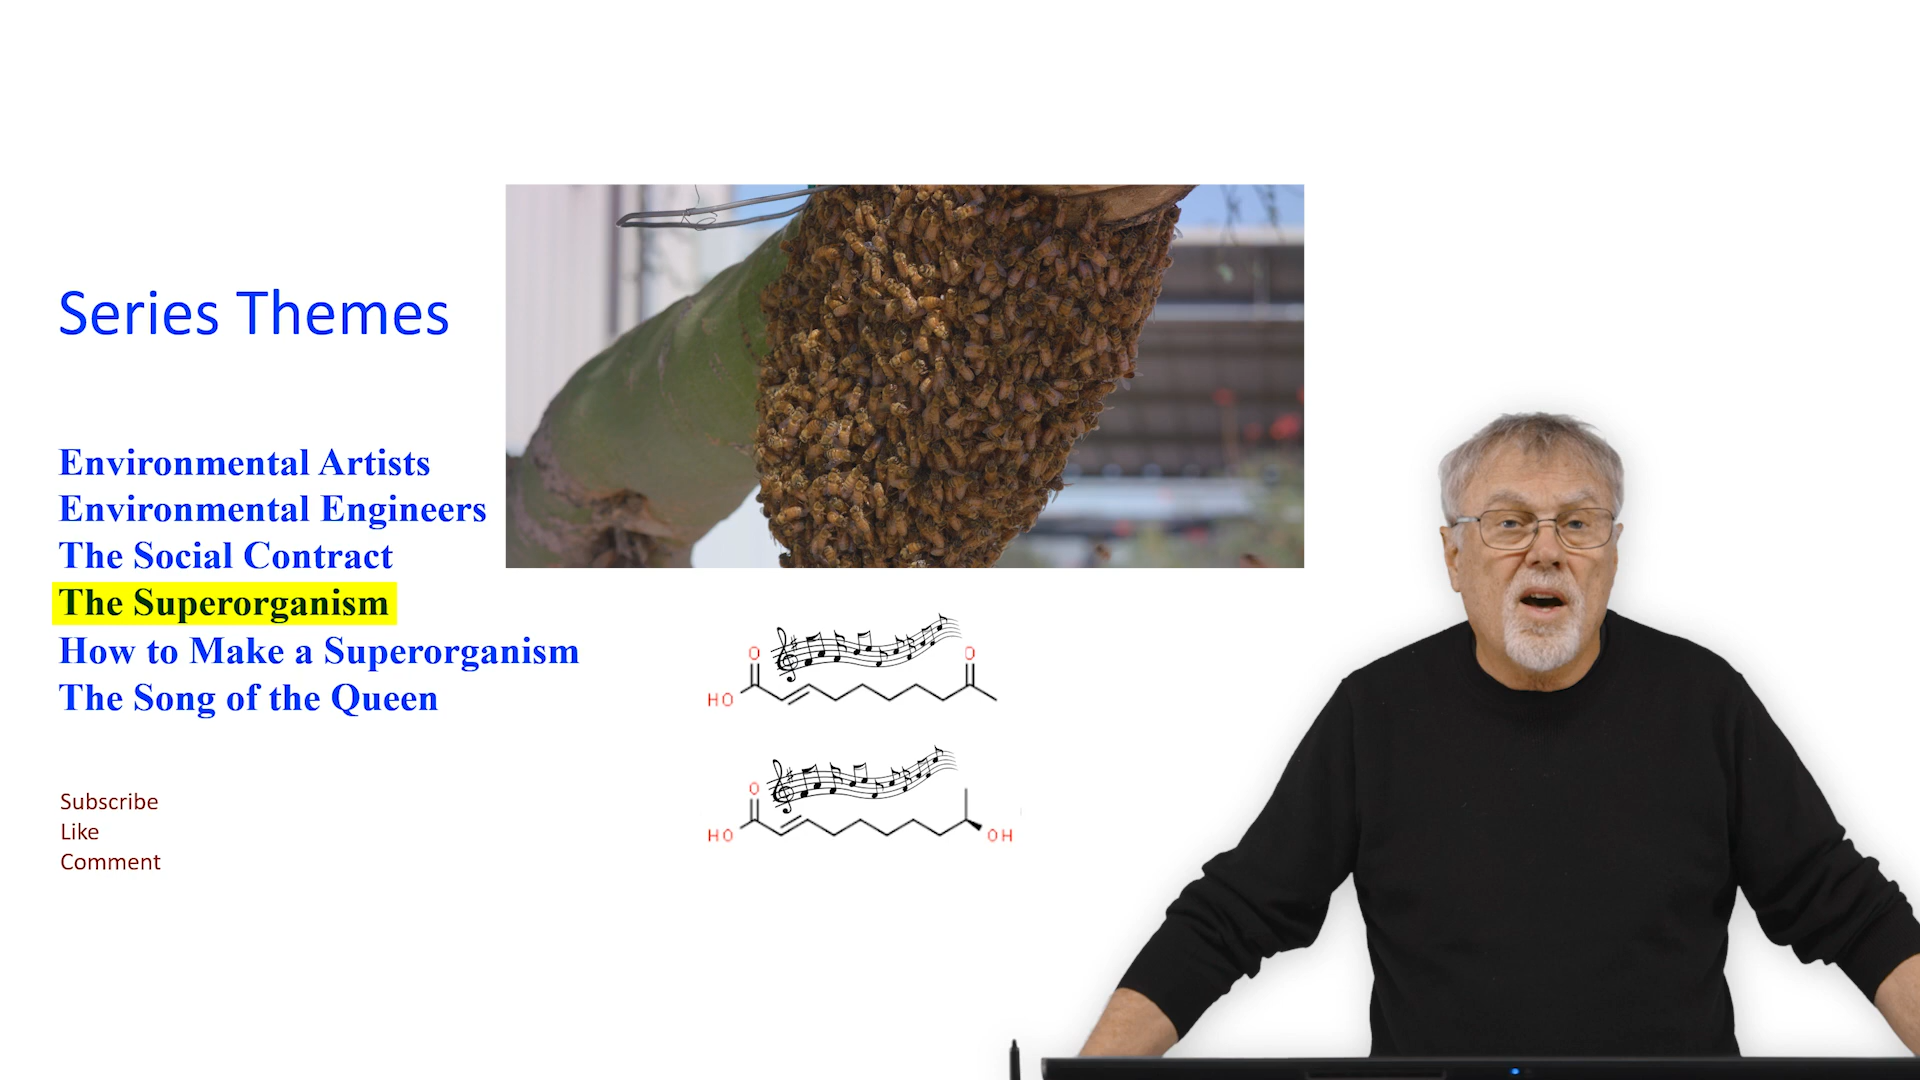 Series Themes
Environmental Artists
Environmental Engineers
The Social Contract
The Superorganism
How to Make a Superorganism
The Song of the Queen
Subscribe
Like
Comment
O
O
HO
O
HO
OH